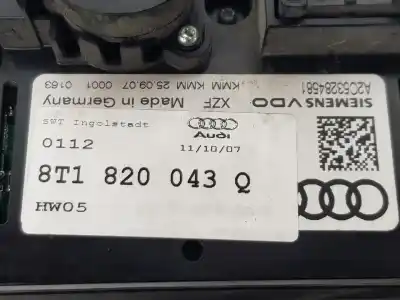 SIEMENS VDO
A2C53284581
Made in Germany XZF
KMM KMM 25.09.07 0001 0183
SWT Ingolstadt
Audi
0112
11/10/07
8T1 820 043 Q
HW05